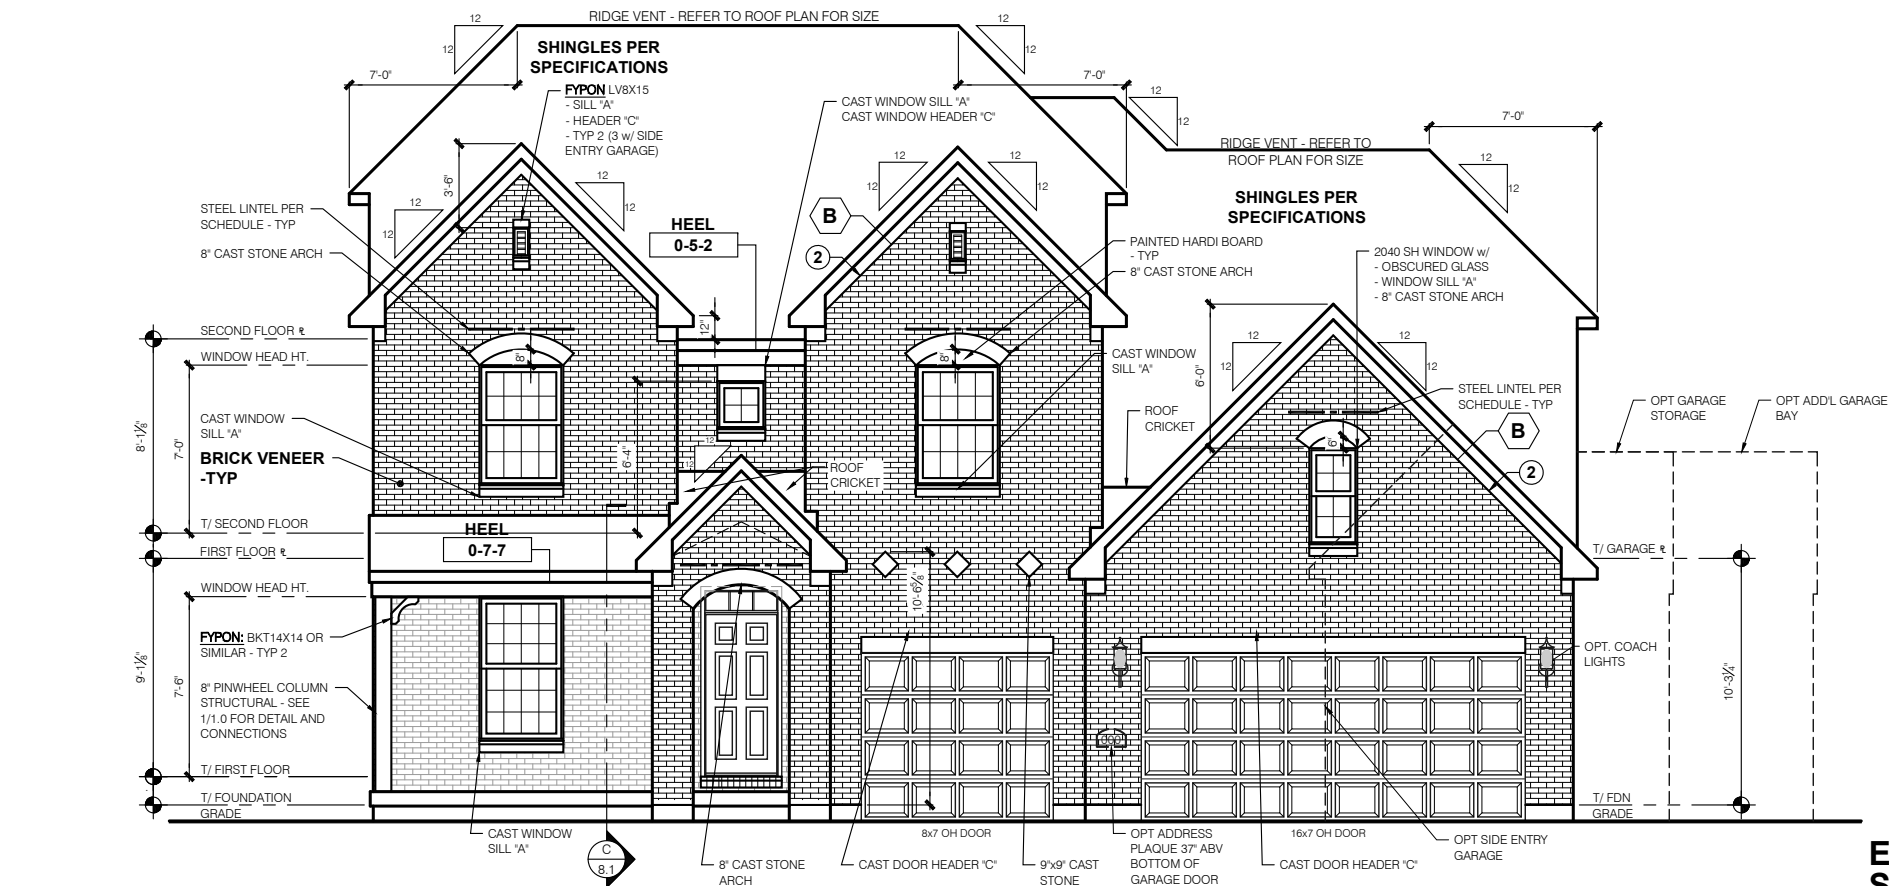 RIDGE VENT - REFER TO ROOF PLAN FOR SIZE
12
12
12
12
SHINGLES PER
SPECIFICATIONS
7'-0"
7'-0"
FYPON LV8X15
- SILL "A"
- HEADER "C"
- TYP 2 (3 w/ SIDE
ENTRY GARAGE)
CAST WINDOW SILL "A"
CAST WINDOW HEADER "C"
12
12
7'-0"
RIDGE VENT - REFER TO
ROOF PLAN FOR SIZE
SHINGLES PER
SPECIFICATIONS
12
12
3'-6"
12
12
12
12
12
12
12
12
STEEL LINTEL PER
SCHEDULE - TYP
8" CAST STONE ARCH
HEEL
0-5-2
B
2
PAINTED HARDI BOARD
- TYP
8" CAST STONE ARCH
2040 SH WINDOW w/
- OBSCURED GLASS
- WINDOW SILL "A"
- 8" CAST STONE ARCH
SECOND FLOOR ℄
WINDOW HEAD HT.
12"
8"
8"
CAST WINDOW
SILL "A"
6'-0"
12
12
12
12
STEEL LINTEL PER
SCHEDULE - TYP
OPT GARAGE
STORAGE
OPT ADD'L GARAGE
BAY
CAST WINDOW
SILL "A"
BRICK VENEER
-TYP
8'-1⅛"
7'-0"
6'-4"
12
12
ROOF
CRICKET
ROOF
CRICKET
6"
B
2
T/ SECOND FLOOR
FIRST FLOOR ℄
HEEL
0-7-7
T/ GARAGE ℄
WINDOW HEAD HT.
10'-6⅝"
FYPON: BKT14X14 OR
SIMILAR - TYP 2
9'-1⅛"
7'-6"
8" PINWHEEL COLUMN
STRUCTURAL - SEE
1/1.0 FOR DETAIL AND
CONNECTIONS
OPT. COACH
LIGHTS
10'-3¼"
T/ FIRST FLOOR
T/ FOUNDATION
GRADE
T/ FDN
GRADE
8x7 OH DOOR
16x7 OH DOOR
CAST WINDOW
SILL "A"
C
8.1
8" CAST STONE
ARCH
CAST DOOR HEADER "C"
9"x9" CAST
STONE
OPT ADDRESS
PLAQUE 37" ABV
BOTTOM OF
GARAGE DOOR
CAST DOOR HEADER "C"
OPT SIDE ENTRY
GARAGE